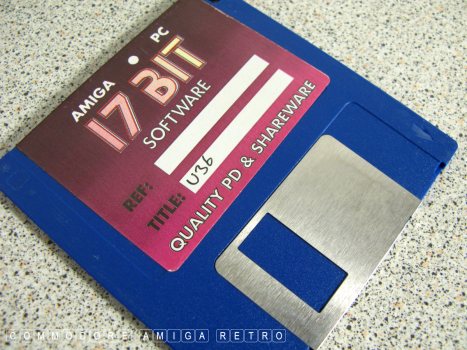 AMIGA PC
17 BIT
SOFTWARE
REF:
TITLE: U36
QUALITY PD & SHAREWARE
COMMODORE AMIGA RETRO